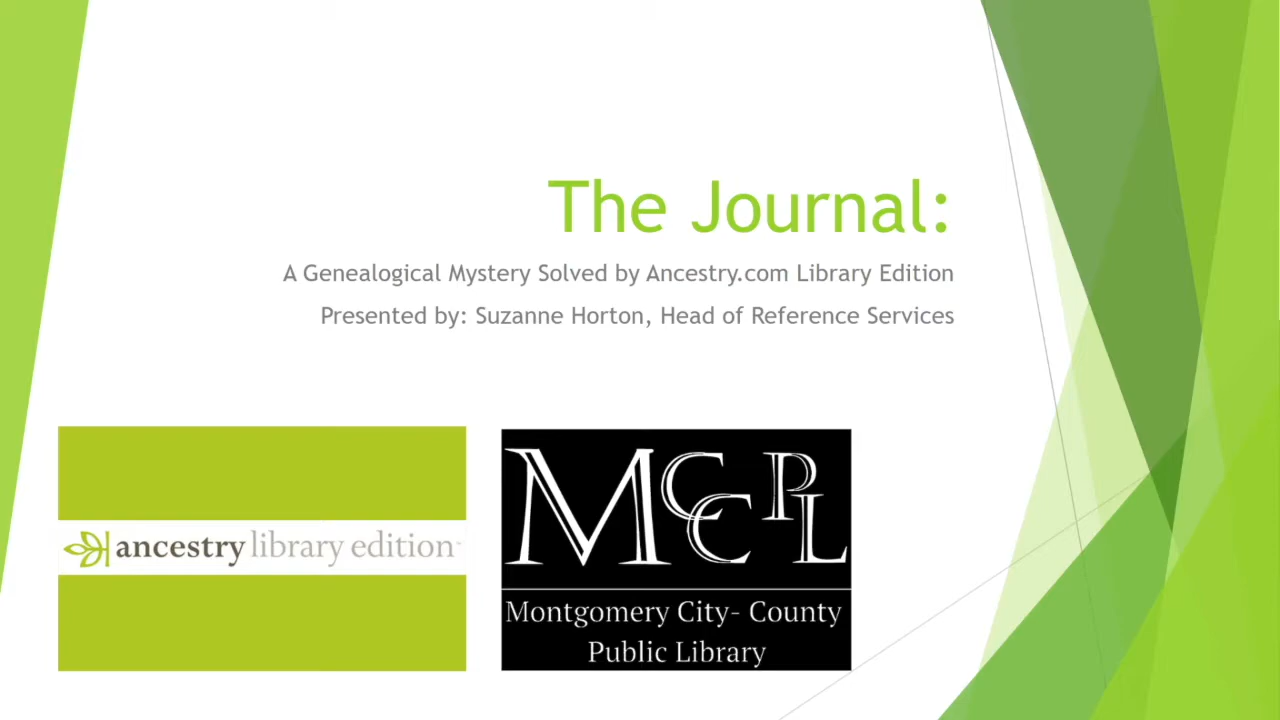 The Journal:
A Genealogical Mystery Solved by Ancestry.com Library Edition
Presented by: Suzanne Horton, Head of Reference Services
ancestry library edition
MCCPL
Montgomery City- County
Public Library